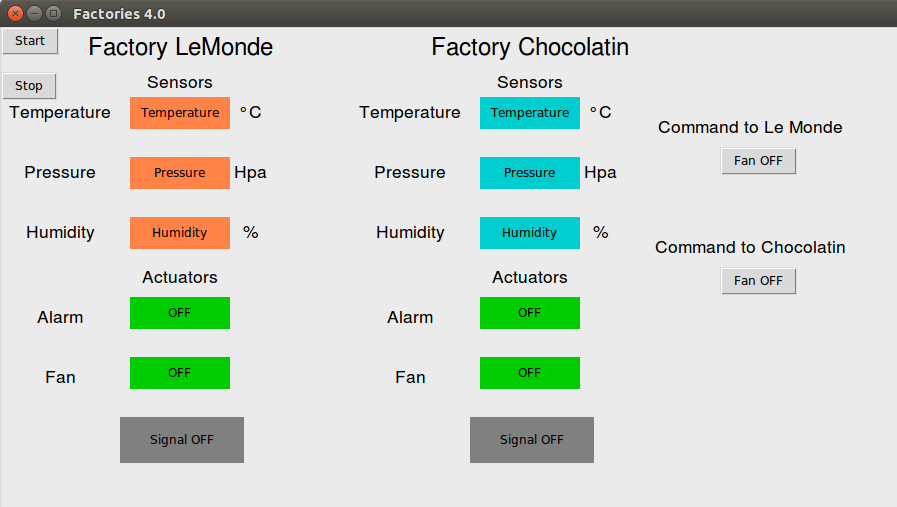 Factories 4.0
Start
Factory LeMonde
Factory Chocolatin
Stop
Sensors
Sensors
Temperature Temperature °C
Temperature Temperature °C
Command to Le Monde
Fan OFF
Pressure Pressure Hpa
Pressure Pressure Hpa
Humidity Humidity %
Humidity Humidity %
Command to Chocolatin
Fan OFF
Actuators
Actuators
Alarm OFF
Alarm OFF
Fan OFF
Fan OFF
Signal OFF
Signal OFF